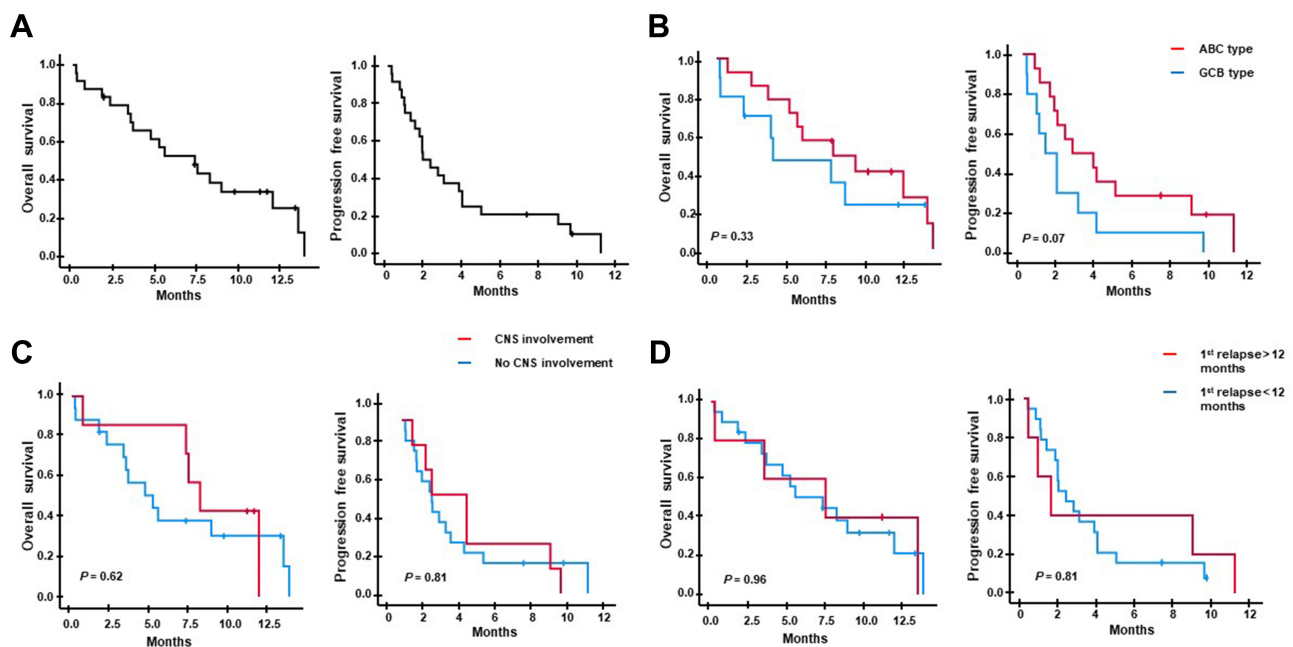 A
Overall survival
1.0
0.8
0.6
0.4
0.2
0.0
0.0 2.5 5.0 7.5 10.0 12.5
Months
Progression free survival
1.0
0.8
0.6
0.4
0.2
0.0
0 2 4 6 8 10 12
Months
B
ABC type
GCB type
Overall survival
1.0
0.8
0.6
0.4
0.2
0.0
P = 0.33
0.0 2.5 5.0 7.5 10.0 12.5
Months
Progression free survival
1.0
0.8
0.6
0.4
0.2
0.0
P = 0.07
0 2 4 6 8 10 12
Months
C
CNS involvement
No CNS involvement
Overall survival
1.0
0.8
0.6
0.4
0.2
0.0
P = 0.62
0.0 2.5 5.0 7.5 10.0 12.5
Months
Progression free survival
1.0
0.8
0.6
0.4
0.2
0.0
P = 0.81
0 2 4 6 8 10 12
Months
D
1st relapse > 12
months
1st relapse < 12
months
Overall survival
1.0
0.8
0.6
0.4
0.2
0.0
P = 0.96
0.0 2.5 5.0 7.5 10.0 12.5
Months
Progression free survival
1.0
0.8
0.6
0.4
0.2
0.0
P = 0.81
0 2 4 6 8 10 12
Months